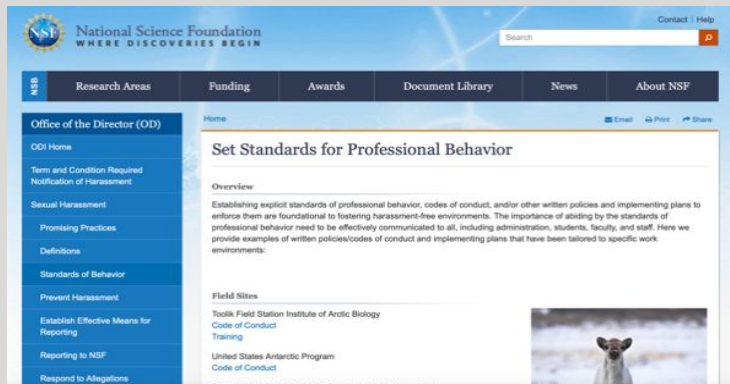 Contact | Help
NSF
National Science Foundation
WHERE DISCOVERIES BEGIN
Search
NSB
Research Areas
Funding
Awards
Document Library
News
About NSF
Office of the Director (OD)
ODI Home
Term and Condition Required
Notification of Harassment
Sexual Harassment
Promising Practices
Definitions
Standards of Behavior
Prevent Harassment
Establish Effective Means for
Reporting
Reporting to NSF
Respond to Allegations
Home
Email
Print
Share
Set Standards for Professional Behavior
Overview
Establishing explicit standards of professional behavior, codes of conduct, and/or other written policies and implementing plans to
enforce them are foundational to fostering harassment-free environments. The importance of abiding by the standards of
professional behavior need to be effectively communicated to all, including administration, students, faculty, and staff. Here we
provide examples of written policies/codes of conduct and implementing plans that have been tailored to specific work
environments:
Field Sites
Toolik Field Station Institute of Arctic Biology
Code of Conduct
Training
United States Antarctic Program
Code of Conduct